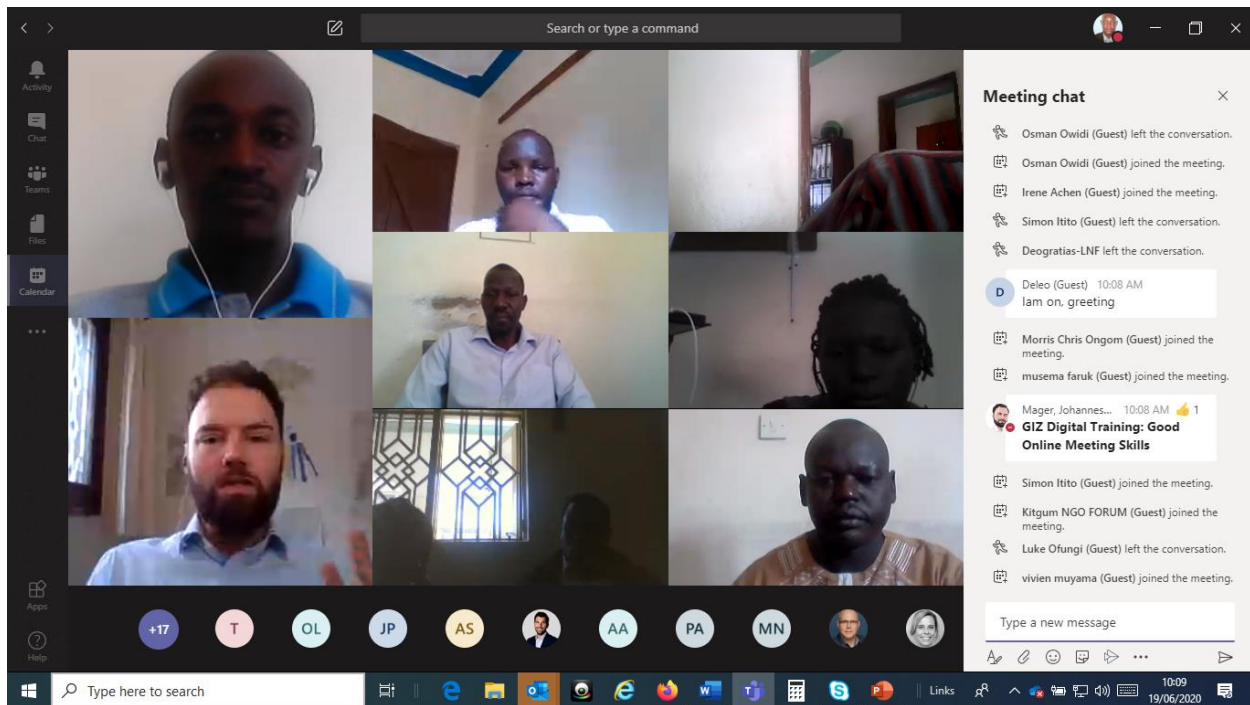 Search or type a command
Activity
Chat
Teams
Files
Calendar
Apps
Help
+17
T
OL
JP
AS
AA
PA
MN
Meeting chat
Osman Owidi (Guest) left the conversation.
Osman Owidi (Guest) joined the meeting.
Irene Achen (Guest) joined the meeting.
Simon Itito (Guest) left the conversation.
Deogratias-LNF left the conversation.
D
Deleo (Guest) 10:08 AM
Iam on, greeting
Morris Chris Ongom (Guest) joined the
meeting.
musema faruk (Guest) joined the meeting.
Mager, Johannes... 10:08 AM 👍 1
GIZ Digital Training: Good
Online Meeting Skills
Simon Itito (Guest) joined the meeting.
Kitgum NGO FORUM (Guest) joined the
meeting.
Luke Ofungi (Guest) left the conversation.
vivien muyama (Guest) joined the meeting.
Type a new message
Type here to search
Links
10:09
19/06/2020